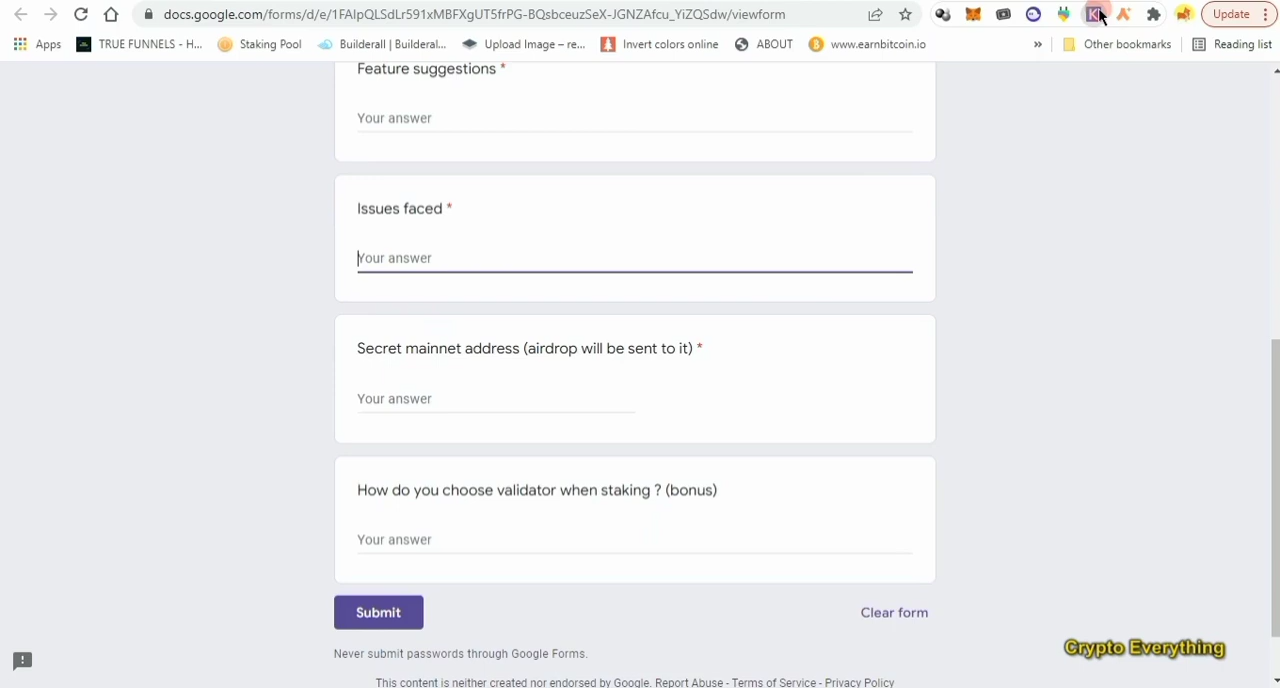 docs.google.com/forms/d/e/1FAIpQLSdLr591xMBFXgUT5frPG-BQsbceuzSeX-JGNZAfcu_YiZQSdw/viewform
Update
Apps
TRUE FUNNELS - H...
Staking Pool
Builderall | Builderal...
Upload Image – re...
Invert colors online
ABOUT
www.earnbitcoin.io
»
Other bookmarks
Reading list
Feature suggestions *
Your answer
Issues faced *
Your answer
Secret mainnet address (airdrop will be sent to it) *
Your answer
How do you choose validator when staking ? (bonus)
Your answer
Submit
Clear form
Crypto Everything
Never submit passwords through Google Forms.
This content is neither created nor endorsed by Google. Report Abuse - Terms of Service - Privacy Policy